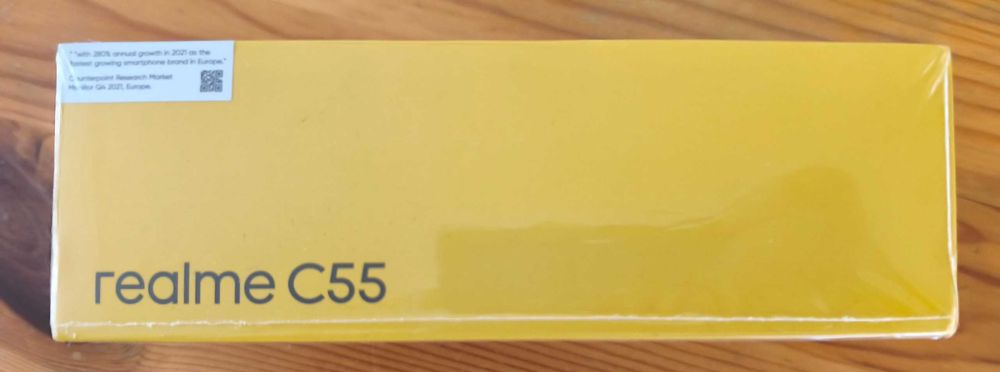 "with 280% annual growth in 2021 as the
fastest growing smartphone brand in Europe."
Counterpoint Research Market
Monitor Q4 2021, Europe.
realme C55